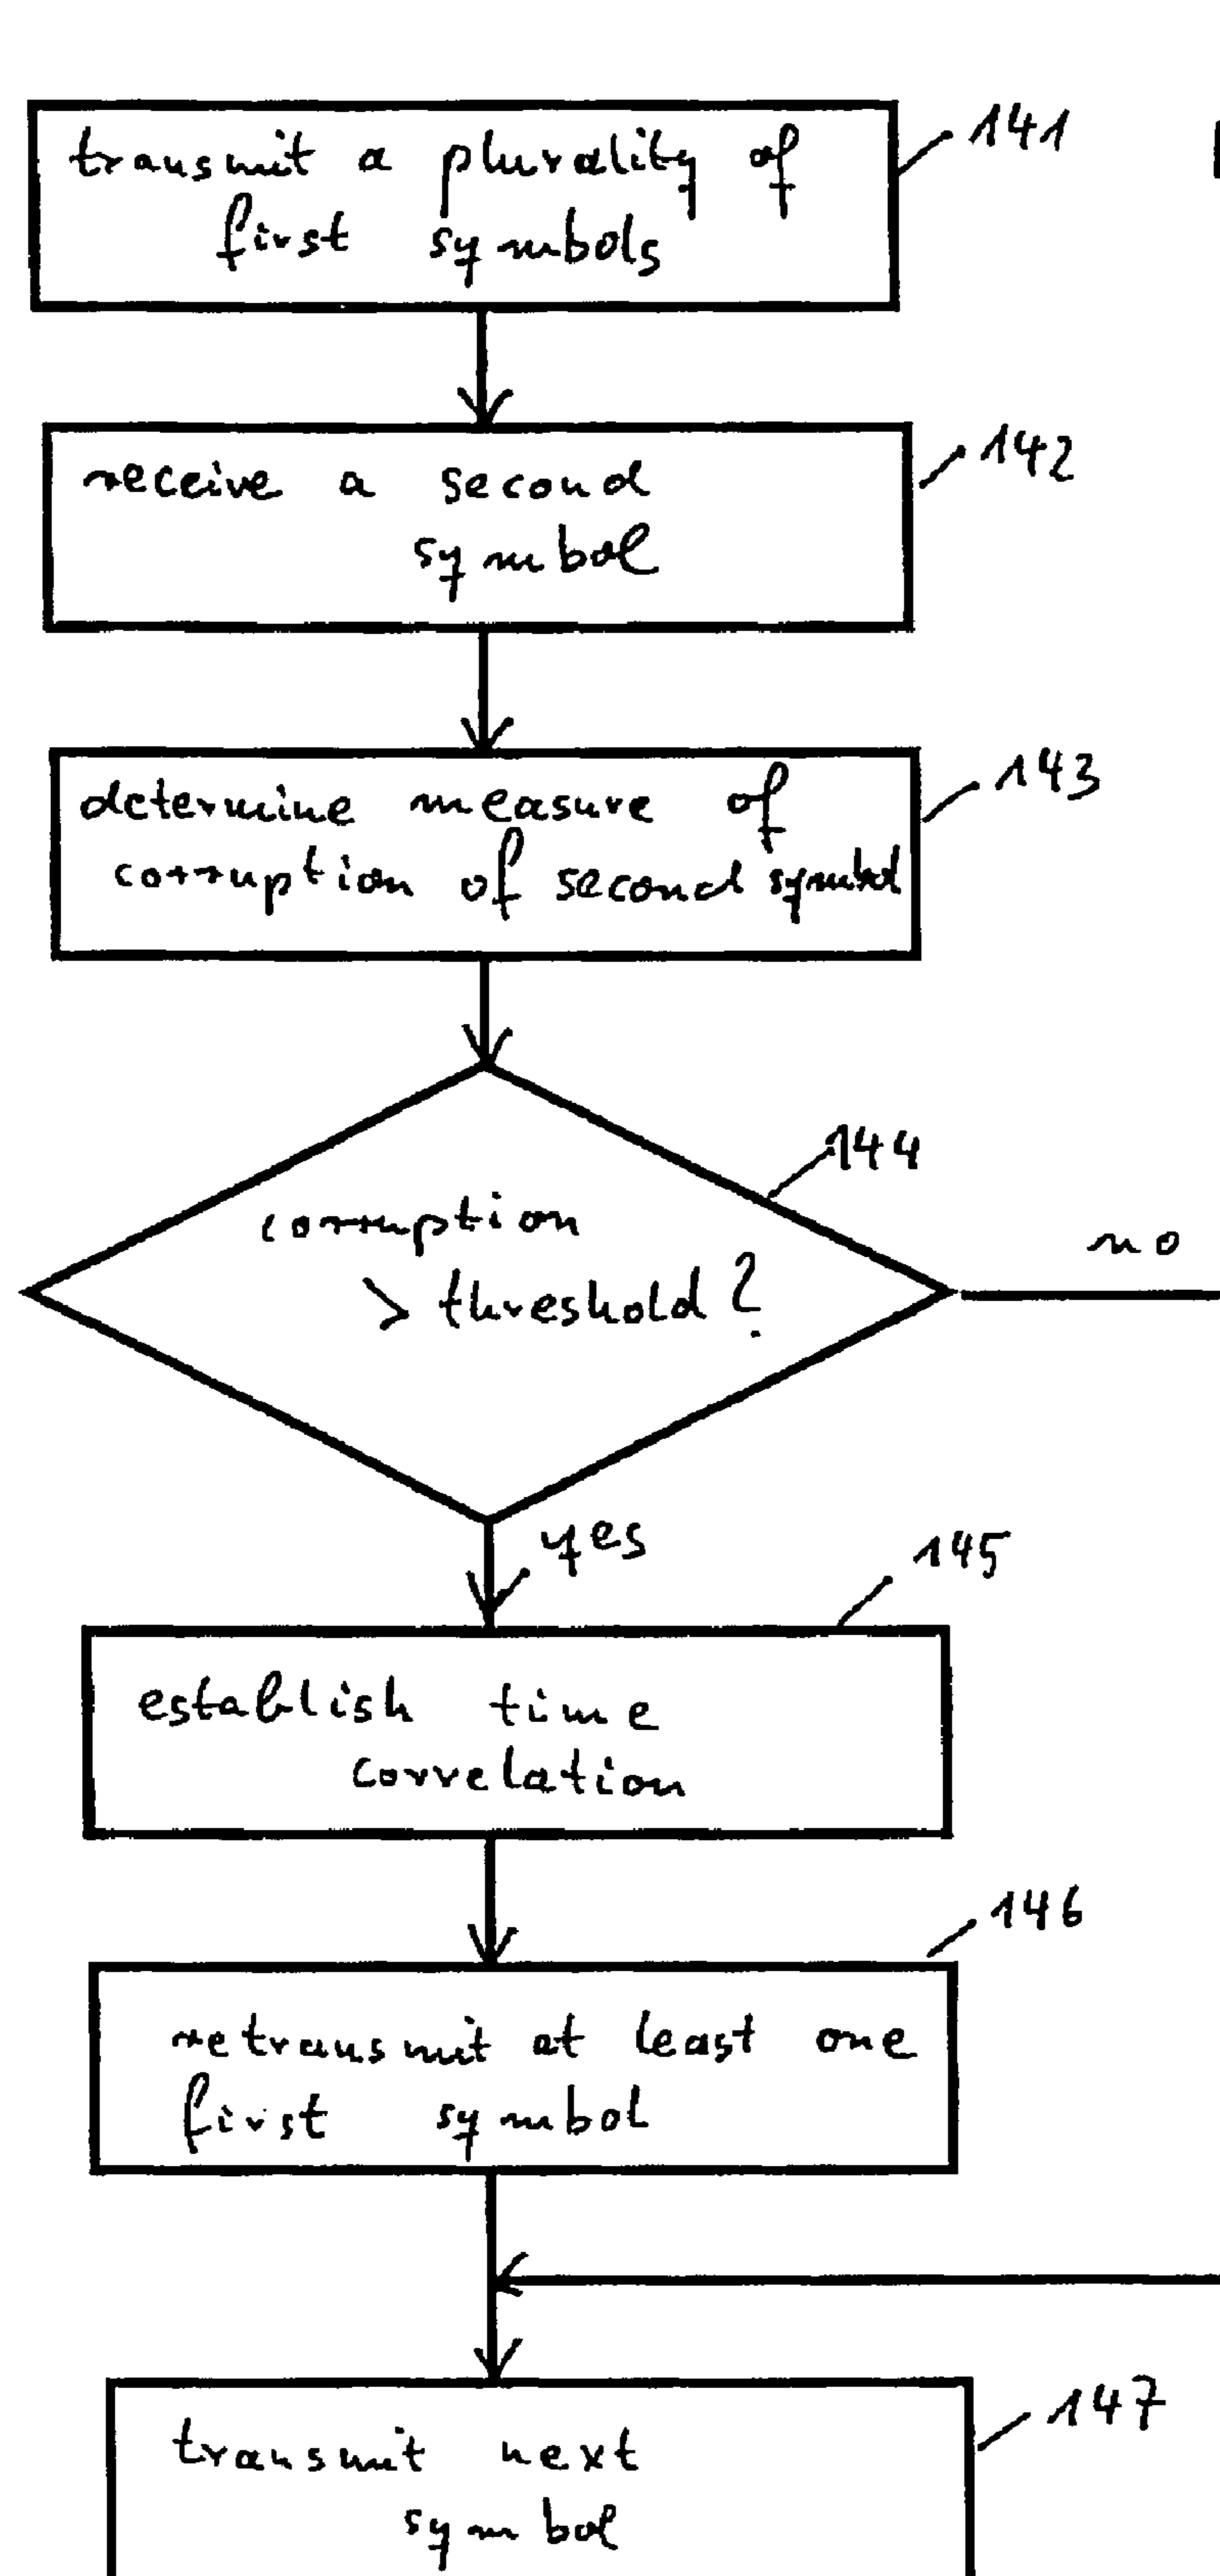 transmit a plurality of
first symbols
141
receive a second
symbol
142
determine measure of
corruption of second symbol
143
144
corruption
> threshold?
no
yes
145
establish time
correlation
146
retransmit at least one
first symbol
147
transmit next
symbol